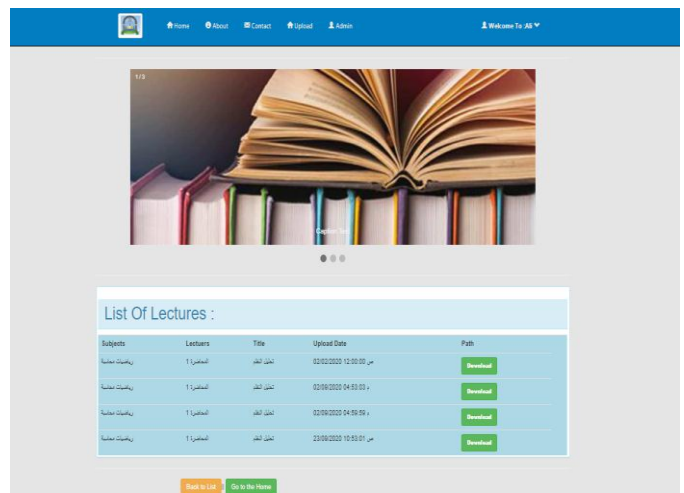 Home About Contact Upload Admin Welcome To :Ali
1 / 3
Caption Text
List Of Lectures :
Subjects Lectuers Title Upload Date Path
رياضيات محاسبة المحاضرة 1 تحليل النظم 02/02/2020 12:00:00 ص Download
رياضيات محاسبة المحاضرة 1 تحليل النظم 02/09/2020 04:53:03 م Download
رياضيات محاسبة المحاضرة 1 تحليل النظم 02/09/2020 04:59:59 م Download
رياضيات محاسبة المحاضرة 1 تحليل النظم 23/09/2020 10:53:01 ص Download
Back to List Go to the Home